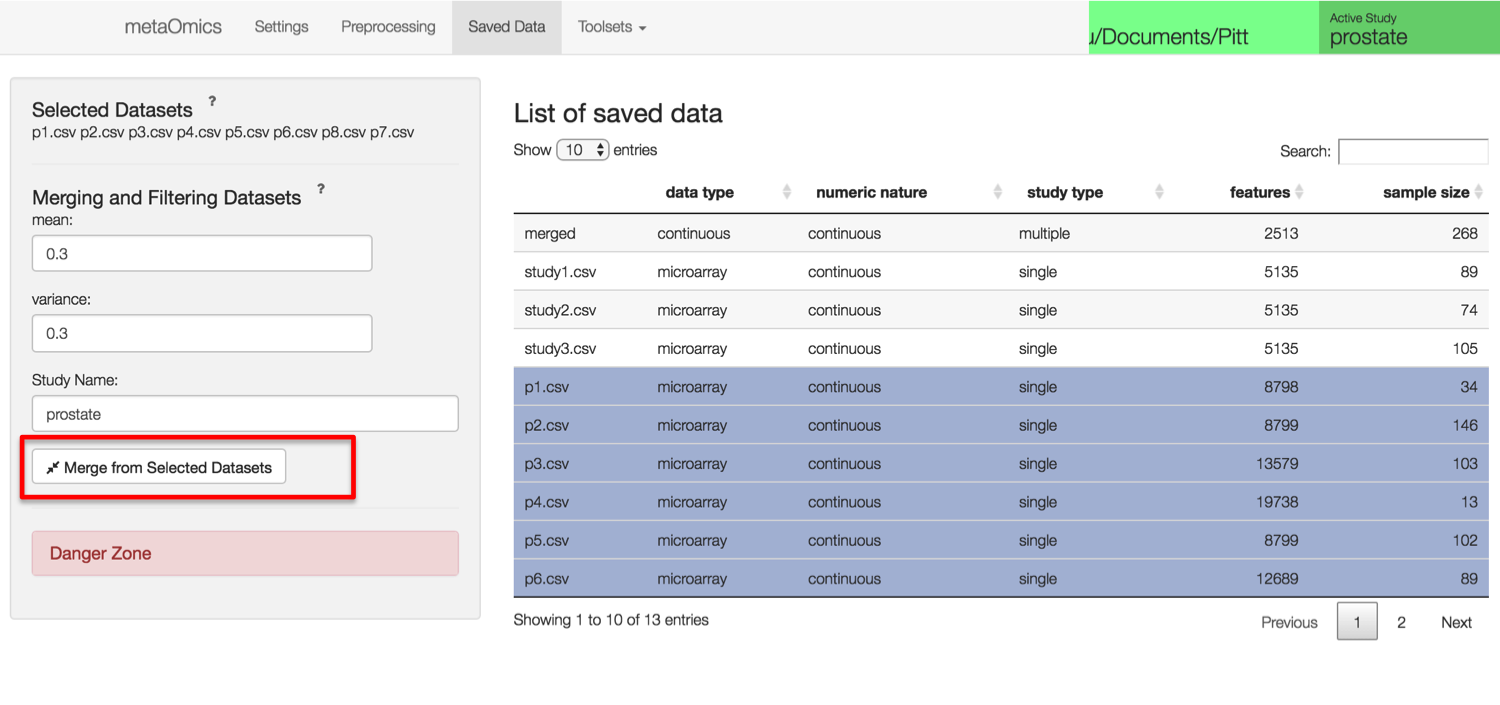 metaOmics Settings Preprocessing Saved Data Toolsets
/Documents/Pitt
Active Study
prostate
Selected Datasets ?
p1.csv p2.csv p3.csv p4.csv p5.csv p6.csv p8.csv p7.csv
Merging and Filtering Datasets ?
mean:
0.3
variance:
0.3
Study Name:
prostate
Merge from Selected Datasets
Danger Zone
List of saved data
Show 10 entries
Search:
data type numeric nature study type features sample size
merged continuous continuous multiple 2513 268
study1.csv microarray continuous single 5135 89
study2.csv microarray continuous single 5135 74
study3.csv microarray continuous single 5135 105
p1.csv microarray continuous single 8798 34
p2.csv microarray continuous single 8799 146
p3.csv microarray continuous single 13579 103
p4.csv microarray continuous single 19738 13
p5.csv microarray continuous single 8799 102
p6.csv microarray continuous single 12689 89
Showing 1 to 10 of 13 entries
Previous 1 2 Next